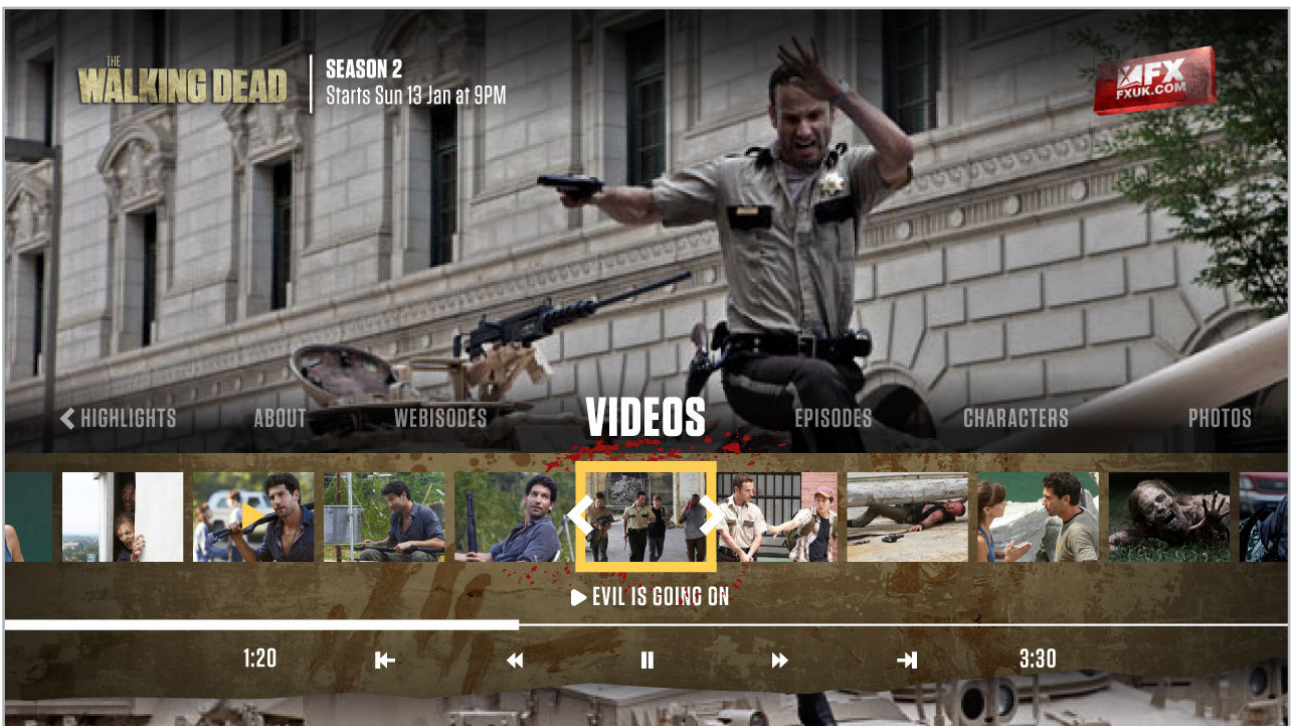 THE
WALKING DEAD
SEASON 2
Starts Sun 13 Jan at 9PM
FX
FXUK.COM
HIGHLIGHTS
ABOUT
WEBISODES
VIDEOS
EPISODES
CHARACTERS
PHOTOS
EVIL IS GOING ON
1:20
3:30